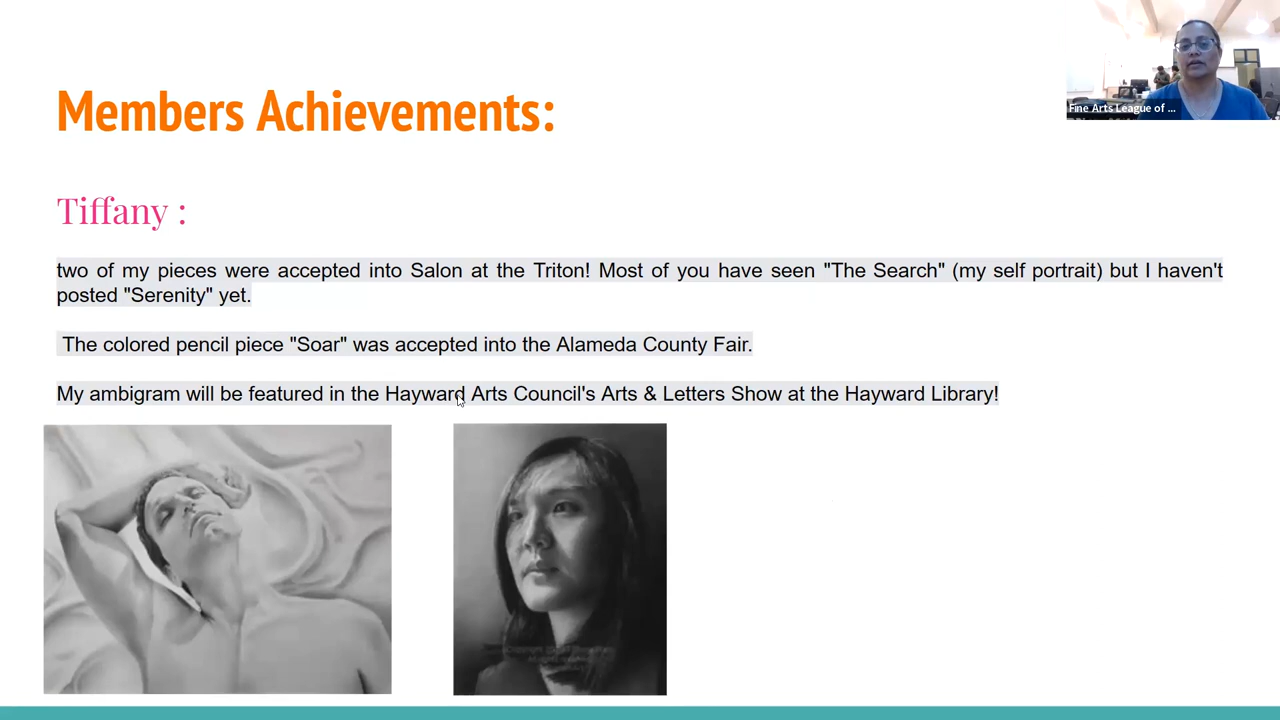 Fine Arts League of ...
Members Achievements:
Tiffany :
two of my pieces were accepted into Salon at the Triton! Most of you have seen "The Search" (my self portrait) but I haven't
posted "Serenity" yet.
The colored pencil piece "Soar" was accepted into the Alameda County Fair.
My ambigram will be featured in the Hayward Arts Council's Arts & Letters Show at the Hayward Library!